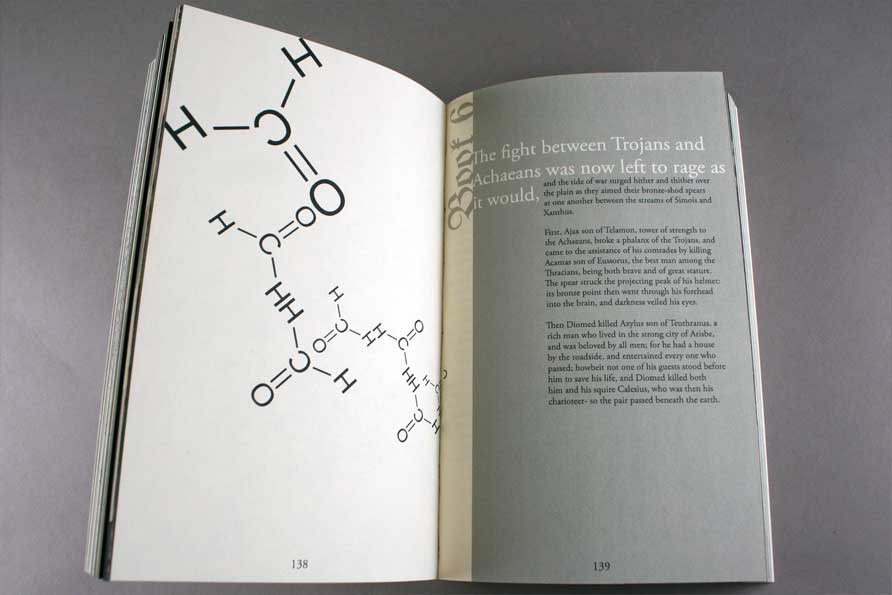 H
H C
O
H C O
H H
C
O H
H
C
O H H C O
H H
C
O H
138
Book 6
The fight between Trojans and
Achaeans was now left to rage as
it would,
and the tide of war surged hither and thither over
the plain as they aimed their bronze-shod spears
at one another between the streams of Simois and
Xanthus.
First, Ajax son of Telamon, tower of strength to
the Achaeans, broke a phalanx of the Trojans, and
came to the assistance of his comrades by killing
Acamas son of Eussorus, the best man among the
Thracians, being both brave and of great stature.
The spear struck the projecting peak of his helmet:
its bronze point then went through his forehead
into the brain, and darkness veiled his eyes.
Then Diomed killed Axylus son of Teuthranus, a
rich man who lived in the strong city of Arisbe,
and was beloved by all men; for he had a house
by the roadside, and entertained every one who
passed; howbeit not one of his guests stood before
him to save his life, and Diomed killed both
him and his squire Calesius, who was then his
charioteer- so the pair passed beneath the earth.
139